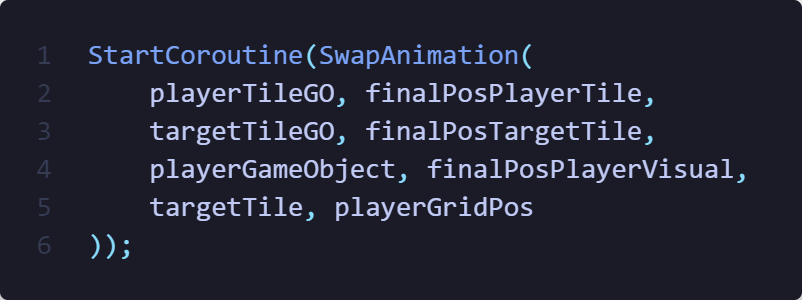 1 StartCoroutine(SwapAnimation(
2 playerTileGO, finalPosPlayerTile,
3 targetTileGO, finalPosTargetTile,
4 playerGameObject, finalPosPlayerVisual,
5 targetTile, playerGridPos
6 ));